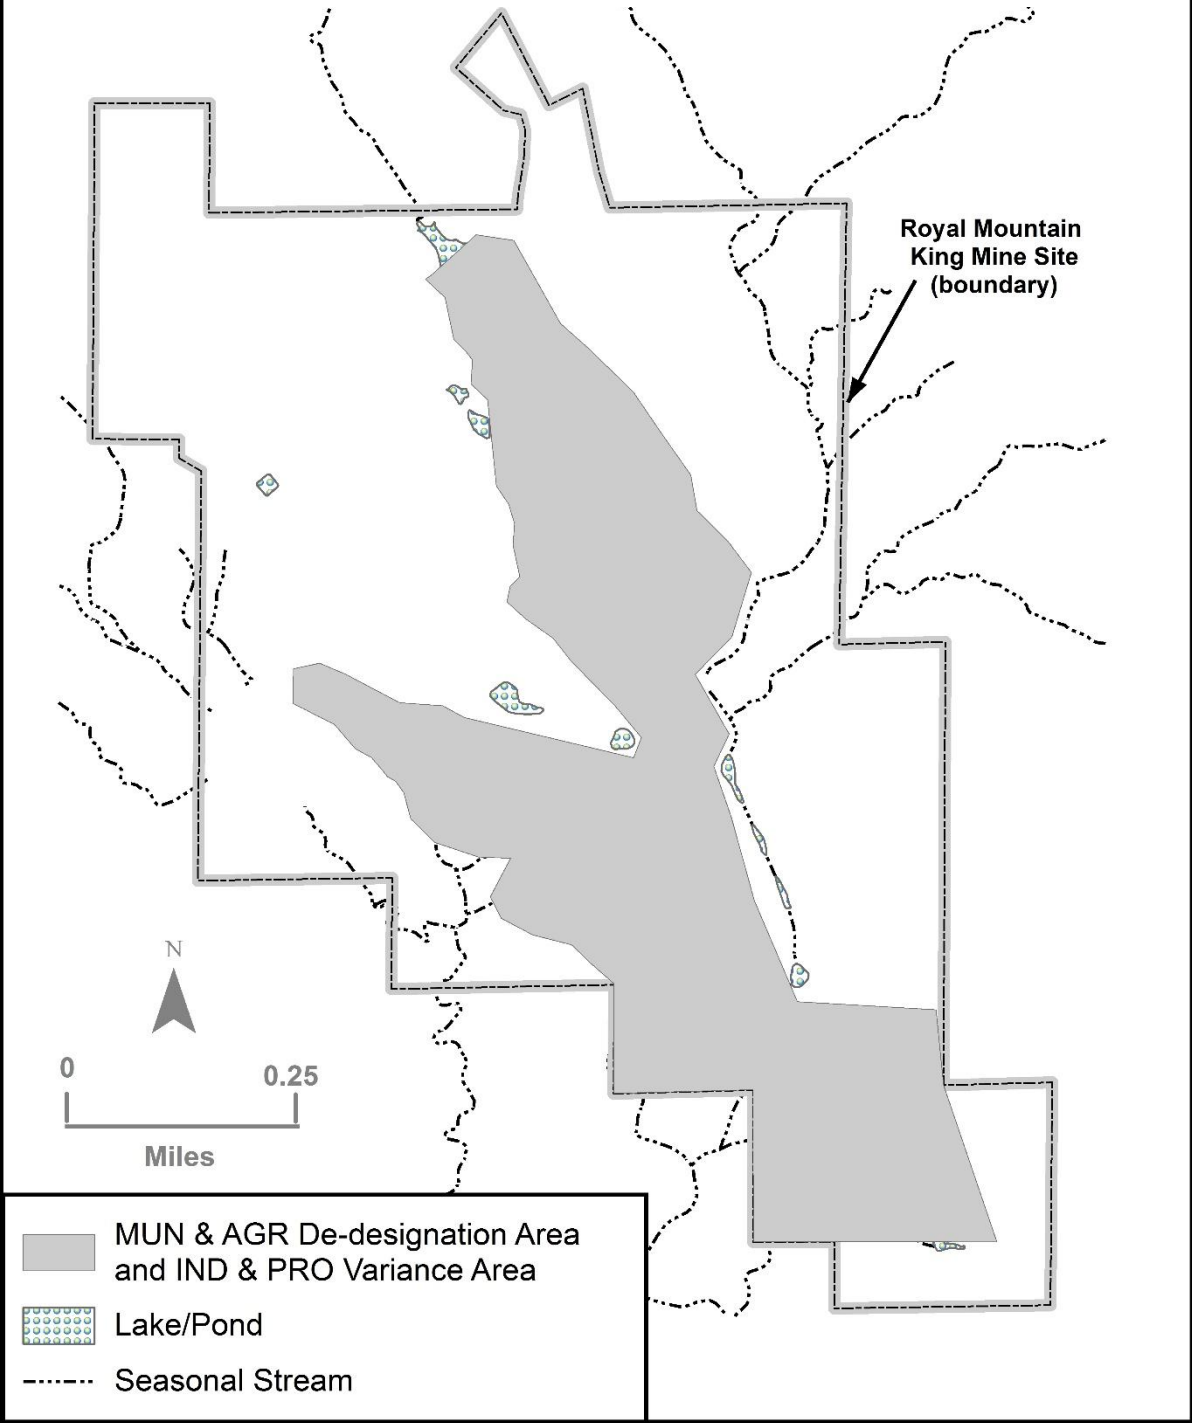 Royal Mountain
King Mine Site
(boundary)
N
0
0.25
Miles
MUN & AGR De-designation Area
and IND & PRO Variance Area
Lake/Pond
Seasonal Stream